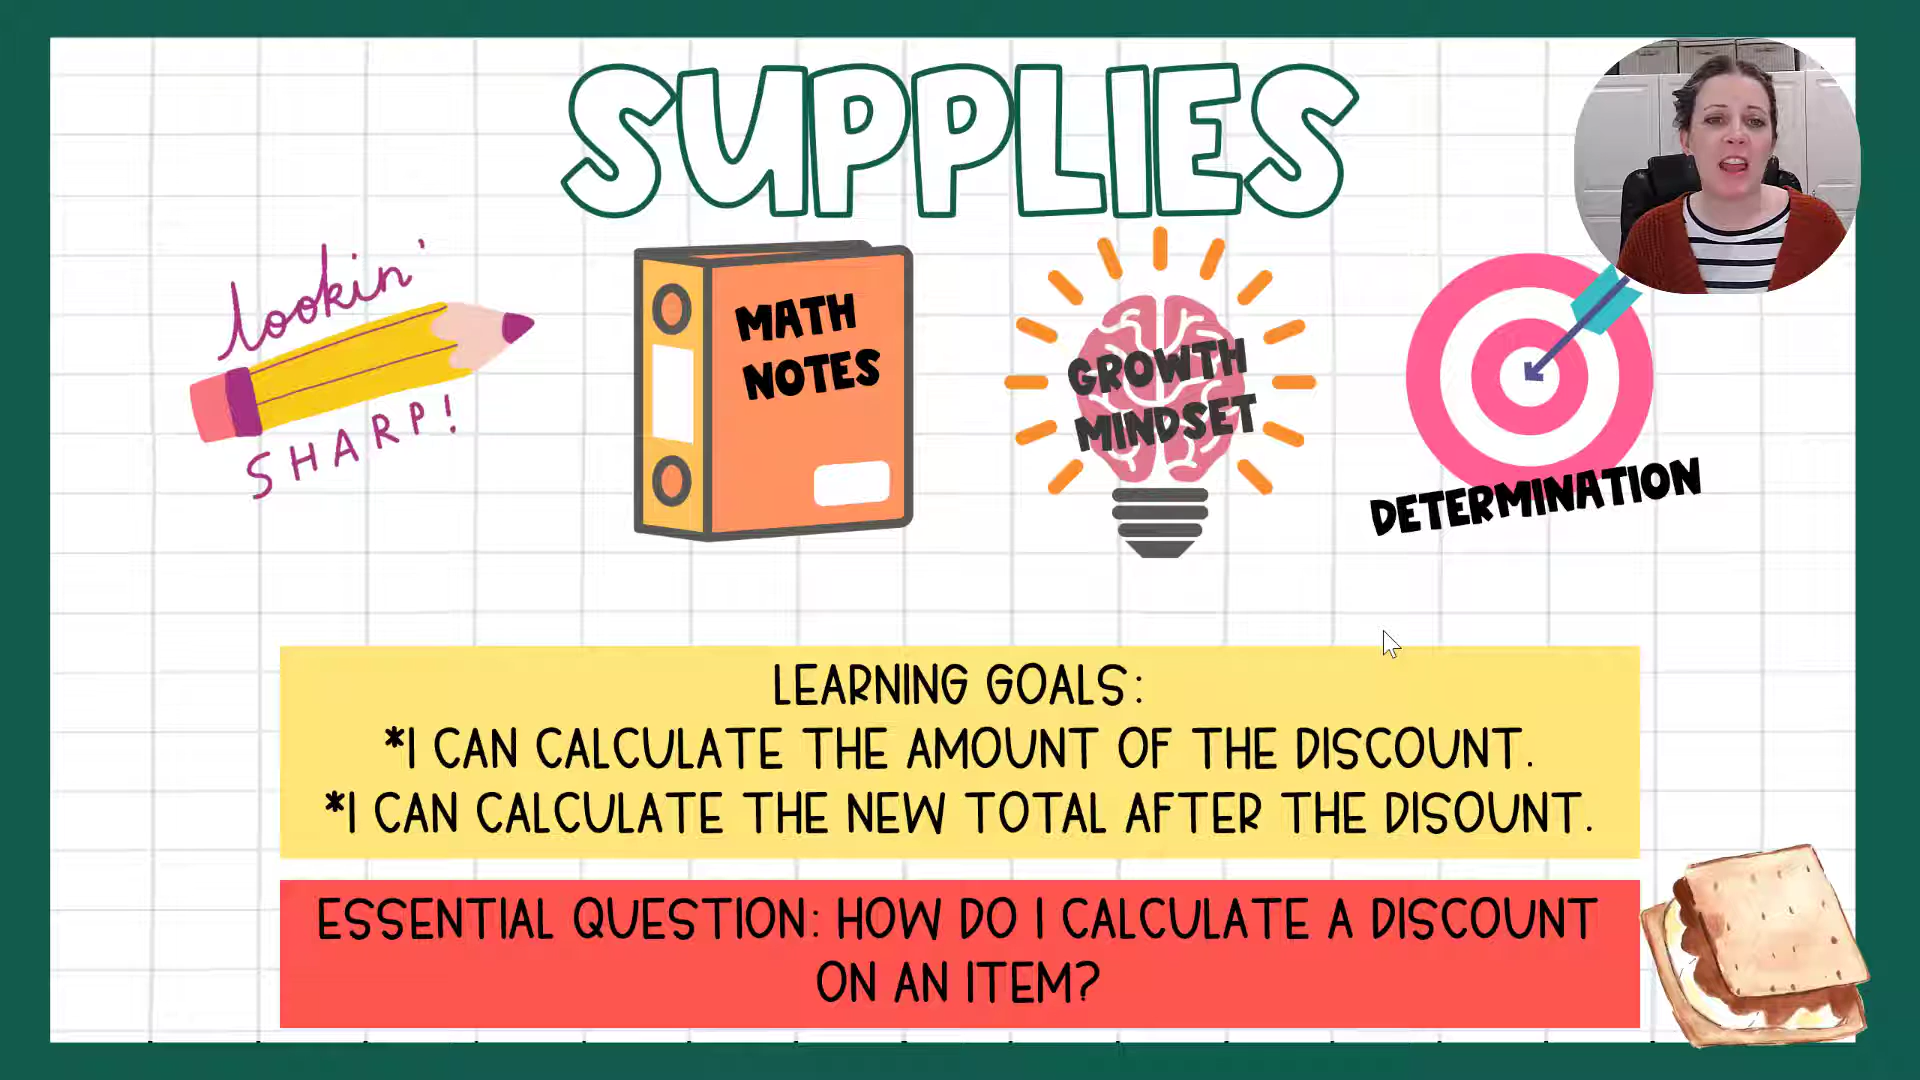 SUPPLIES
lookin'
SHARP!
MATH
NOTES
GROWTH
MINDSET
DETERMINATION
LEARNING GOALS:
*I CAN CALCULATE THE AMOUNT OF THE DISCOUNT.
*I CAN CALCULATE THE NEW TOTAL AFTER THE DISOUNT.
ESSENTIAL QUESTION: HOW DO I CALCULATE A DISCOUNT
ON AN ITEM?